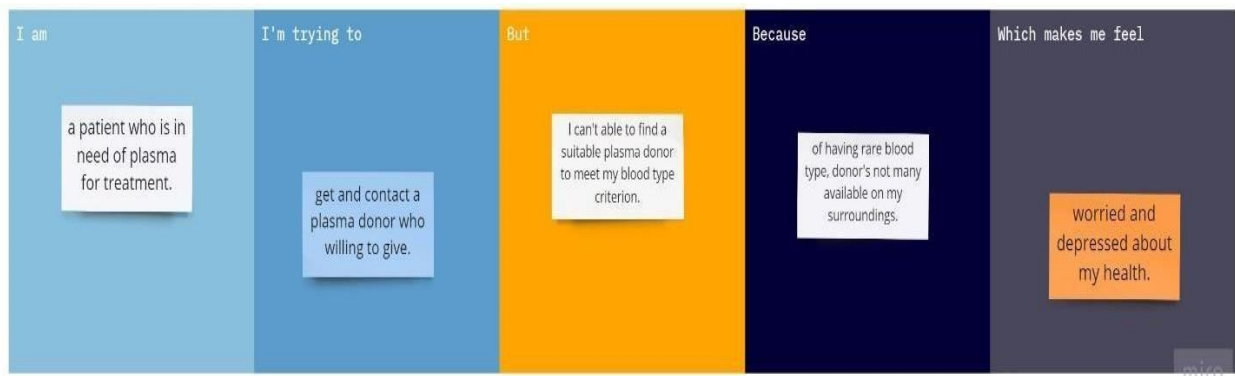 I am
a patient who is in
need of plasma
for treatment.
I'm trying to
get and contact a
plasma donor who
willing to give.
But
I can't able to find a
suitable plasma donor
to meet my blood type
criterion.
Because
of having rare blood
type, donor's not many
available on my
surroundings.
Which makes me feel
worried and
depressed about
my health.
miro